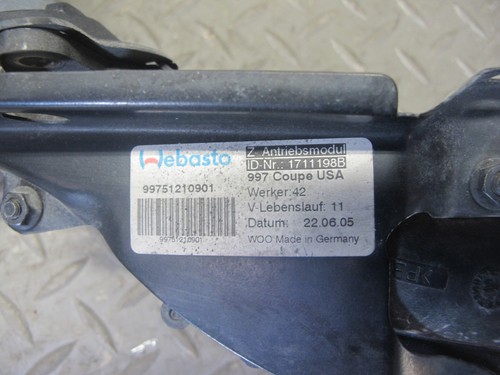 Webasto
Z Antriebsmodul
ID-Nr.: 1711198B
997 Coupe USA
99751210901
Werker: 42
V-Lebenslauf: 11
Datum: 22.06.05
99751210901
WOO Made in Germany